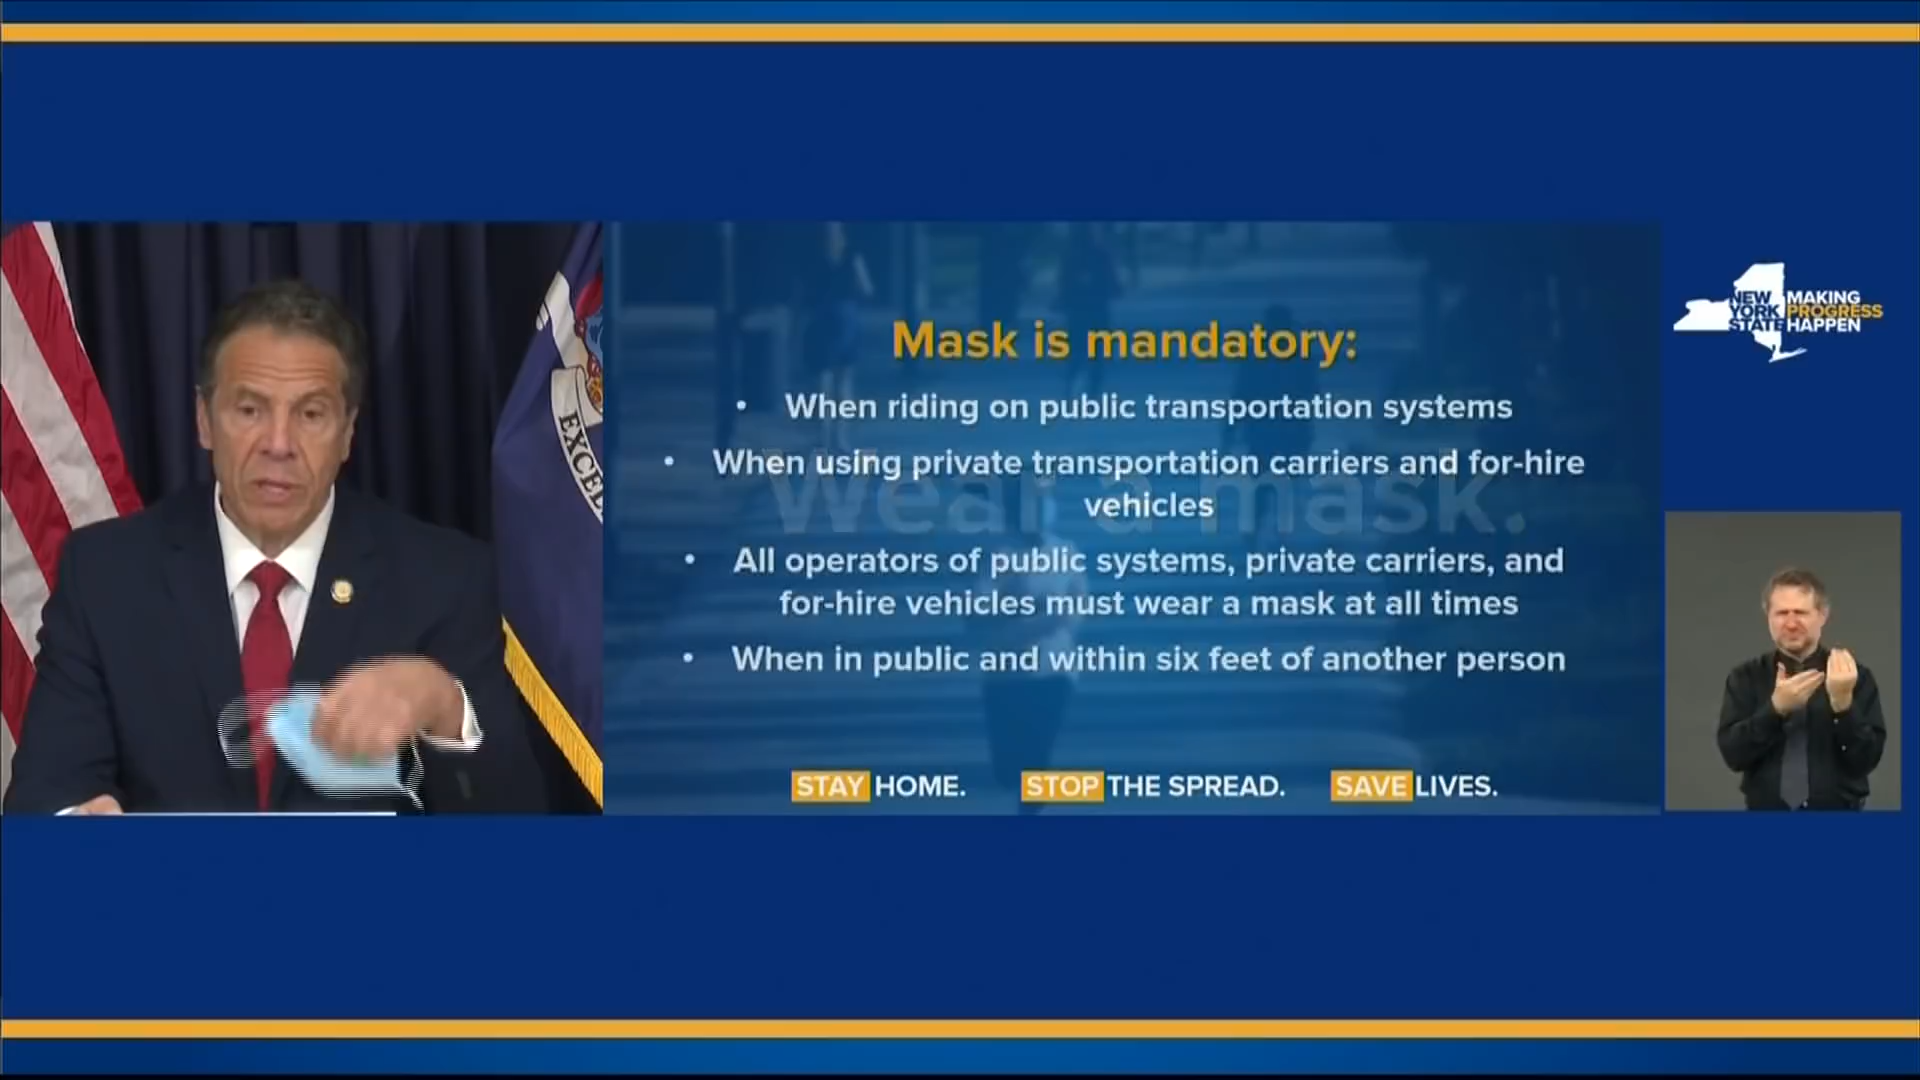 Mask is mandatory:
• When riding on public transportation systems
• When using private transportation carriers and for-hire
vehicles
• All operators of public systems, private carriers, and
for-hire vehicles must wear a mask at all times
• When in public and within six feet of another person
Wear a mask.
STAY HOME. STOP THE SPREAD. SAVE LIVES.
NEW
YORK
STATE
MAKING
PROGRESS
HAPPEN